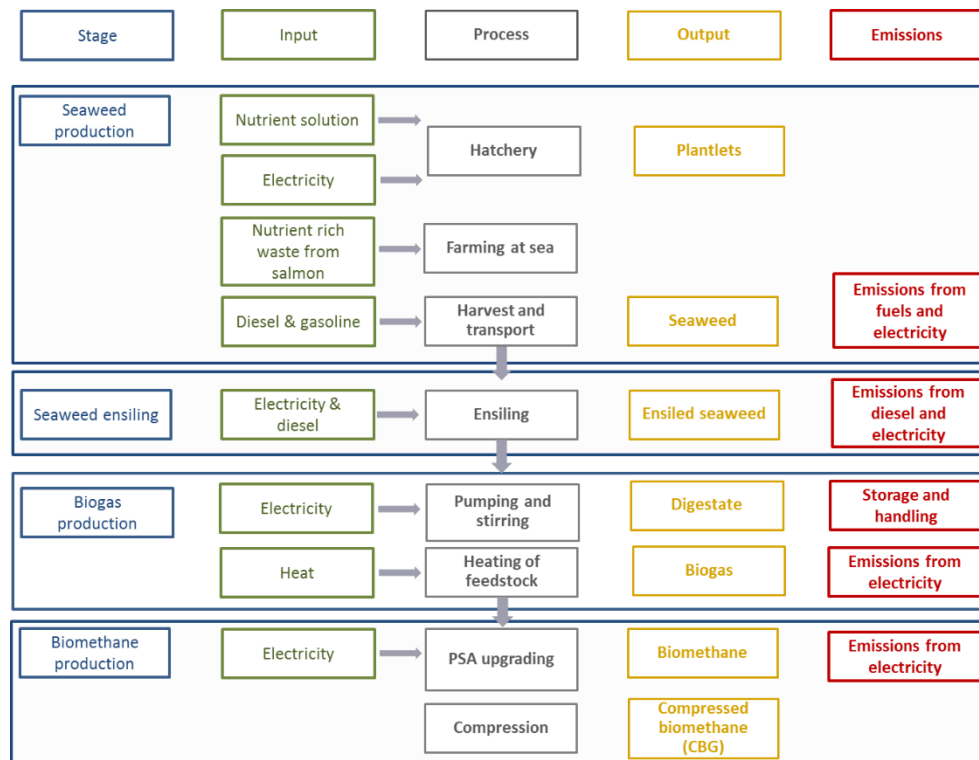 Stage
Input
Process
Output
Emissions
Seaweed
production
Nutrient solution
Hatchery
Plantlets
Electricity
Nutrient rich
waste from
salmon
Farming at sea
Diesel & gasoline
Harvest and
transport
Seaweed
Emissions from
fuels and
electricity
Seaweed ensiling
Electricity &
diesel
Ensiling
Ensiled seaweed
Emissions from
diesel and
electricity
Biogas
production
Electricity
Pumping and
stirring
Digestate
Storage and
handling
Heat
Heating of
feedstock
Biogas
Emissions from
electricity
Biomethane
production
Electricity
PSA upgrading
Biomethane
Emissions from
electricity
Compression
Compressed
biomethane
(CBG)